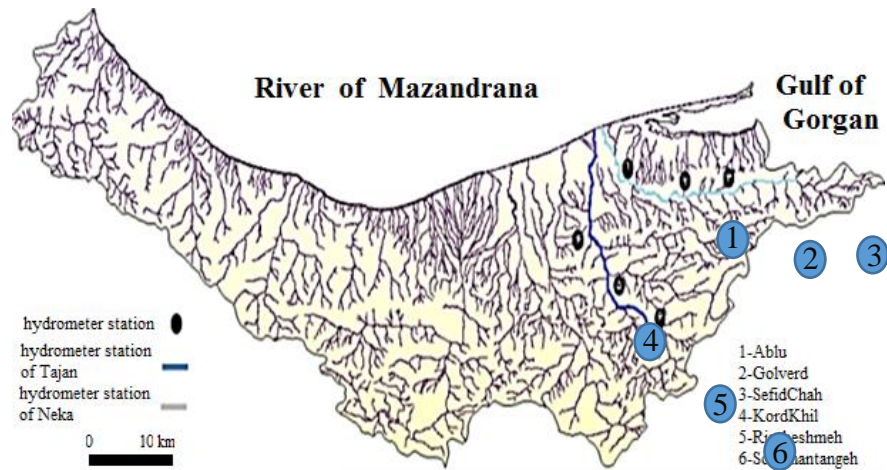 River of Mazandrana
Gulf of
Gorgan
1
2
3
4
5
6
hydrometer station
hydrometer station
of Tajan
hydrometer station
of Neka
0 10 km
1-Ablu
2-Golverd
3-SefidChah
4-KordKhil